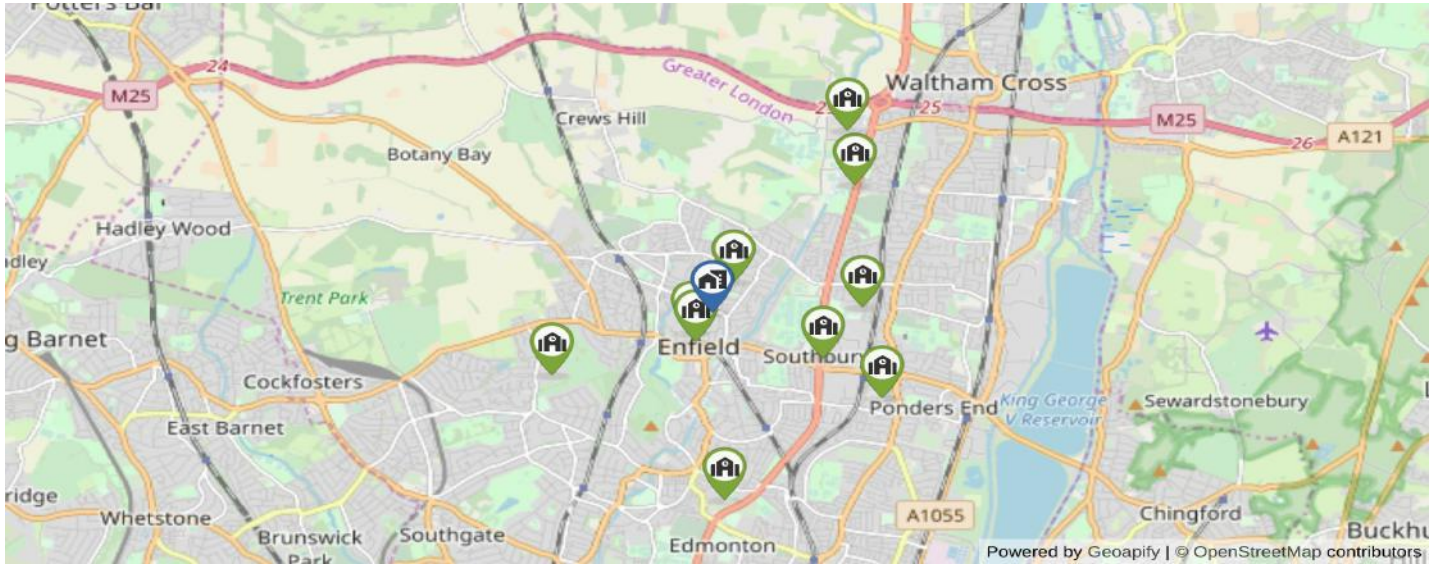 Potters Bar
24
M25
Greater London
Waltham Cross
25
25
M25
26
A121
Crews Hill
Botany Bay
Hadley Wood
adley
Trent Park
g Barnet
Enfield
Southbury
Cockfosters
Ponders End
King George
V Reservoir
Sewardstonebury
East Barnet
ridge
Whetstone
Brunswick
Park
Southgate
Edmonton
A1055
Chingford
Buckhu
Powered by Geoapify | © OpenStreetMap contributors